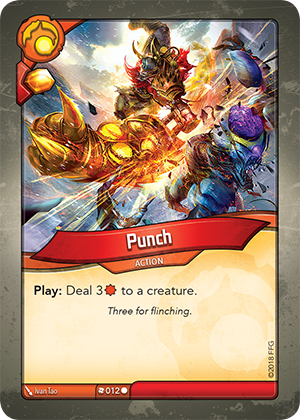 Punch
ACTION
Play: Deal 3 to a creature.
Three for flinching.
©2018 FFG
Ivan Tao
012